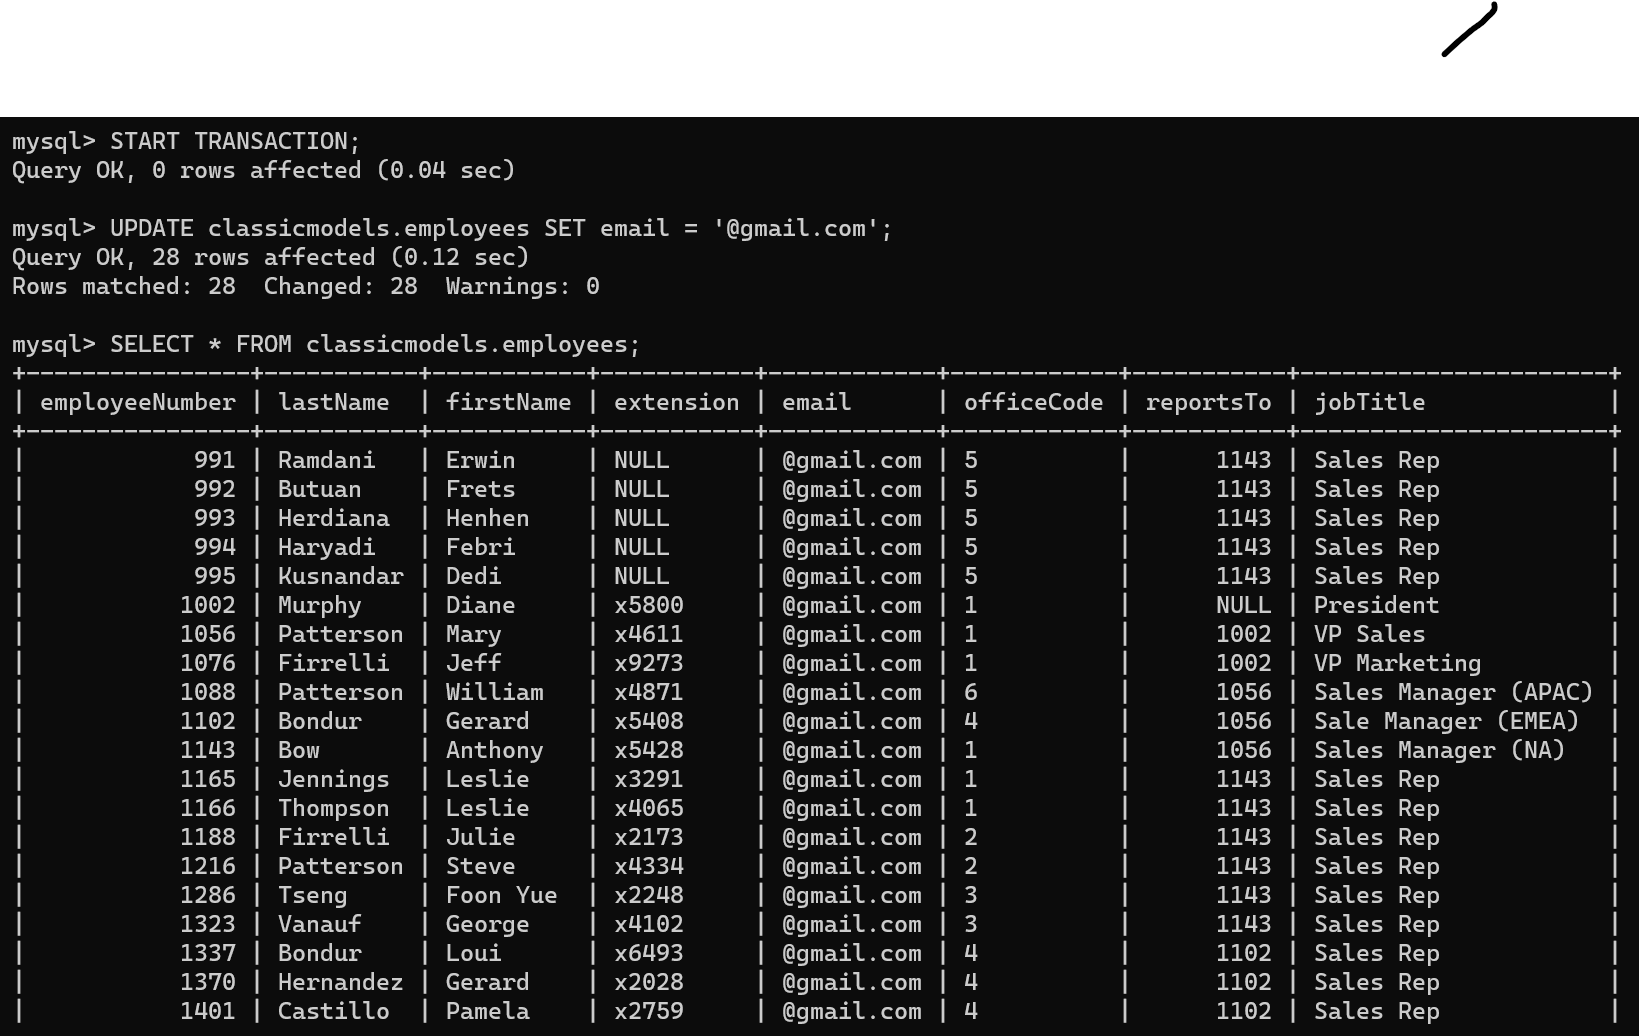 mysql> START TRANSACTION;
Query OK, 0 rows affected (0.04 sec)
mysql> UPDATE classicmodels.employees SET email = '@gmail.com';
Query OK, 28 rows affected (0.12 sec)
Rows matched: 28  Changed: 28  Warnings: 0
mysql> SELECT * FROM classicmodels.employees;
+----------------+-----------+-----------+-----------+------------+------------+-----------+----------------------+
| employeeNumber | lastName  | firstName | extension | email      | officeCode | reportsTo | jobTitle             |
+----------------+-----------+-----------+-----------+------------+------------+-----------+----------------------+
|            991 | Ramdani   | Erwin     | NULL      | @gmail.com | 5          |      1143 | Sales Rep            |
|            992 | Butuan    | Frets     | NULL      | @gmail.com | 5          |      1143 | Sales Rep            |
|            993 | Herdiana  | Henhen    | NULL      | @gmail.com | 5          |      1143 | Sales Rep            |
|            994 | Haryadi   | Febri     | NULL      | @gmail.com | 5          |      1143 | Sales Rep            |
|            995 | Kusnandar | Dedi      | NULL      | @gmail.com | 5          |      1143 | Sales Rep            |
|           1002 | Murphy    | Diane     | x5800     | @gmail.com | 1          |      NULL | President            |
|           1056 | Patterson | Mary      | x4611     | @gmail.com | 1          |      1002 | VP Sales             |
|           1076 | Firrelli  | Jeff      | x9273     | @gmail.com | 1          |      1002 | VP Marketing         |
|           1088 | Patterson | William   | x4871     | @gmail.com | 6          |      1056 | Sales Manager (APAC) |
|           1102 | Bondur    | Gerard    | x5408     | @gmail.com | 4          |      1056 | Sale Manager (EMEA)  |
|           1143 | Bow       | Anthony   | x5428     | @gmail.com | 1          |      1056 | Sales Manager (NA)   |
|           1165 | Jennings  | Leslie    | x3291     | @gmail.com | 1          |      1143 | Sales Rep            |
|           1166 | Thompson  | Leslie    | x4065     | @gmail.com | 1          |      1143 | Sales Rep            |
|           1188 | Firrelli  | Julie     | x2173     | @gmail.com | 2          |      1143 | Sales Rep            |
|           1216 | Patterson | Steve     | x4334     | @gmail.com | 2          |      1143 | Sales Rep            |
|           1286 | Tseng     | Foon Yue  | x2248     | @gmail.com | 3          |      1143 | Sales Rep            |
|           1323 | Vanauf    | George    | x4102     | @gmail.com | 3          |      1143 | Sales Rep            |
|           1337 | Bondur    | Loui      | x6493     | @gmail.com | 4          |      1102 | Sales Rep            |
|           1370 | Hernandez | Gerard    | x2028     | @gmail.com | 4          |      1102 | Sales Rep            |
|           1401 | Castillo  | Pamela    | x2759     | @gmail.com | 4          |      1102 | Sales Rep            |